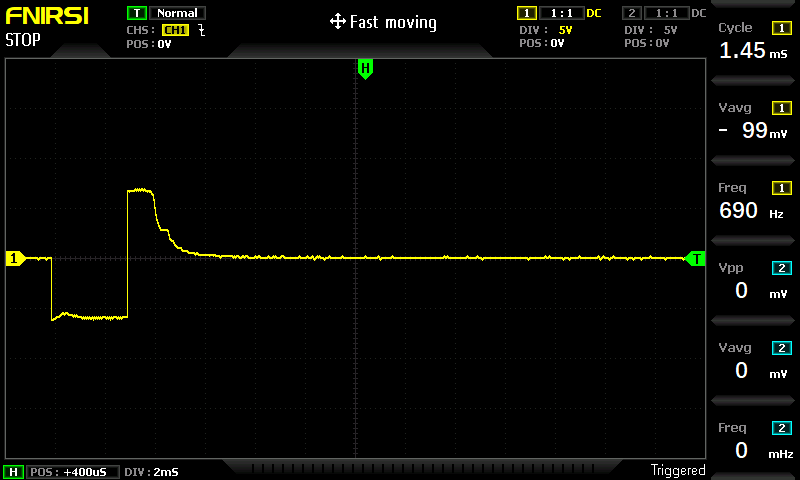 FNIRSI
STOP
T Normal
CHS: CH1
POS: 0V
Fast moving
1 1:1 DC
DIV: 5V
POS: 0V
2 1:1 DC
DIV: 5V
POS: 0V
H
1
T
Cycle 1
1.45 mS
Vavg 1
- 99 mV
Freq 1
690 Hz
Vpp 2
0 mV
Vavg 2
0 mV
Freq 2
0 mHz
H POS: +400uS DIV: 2mS
Triggered